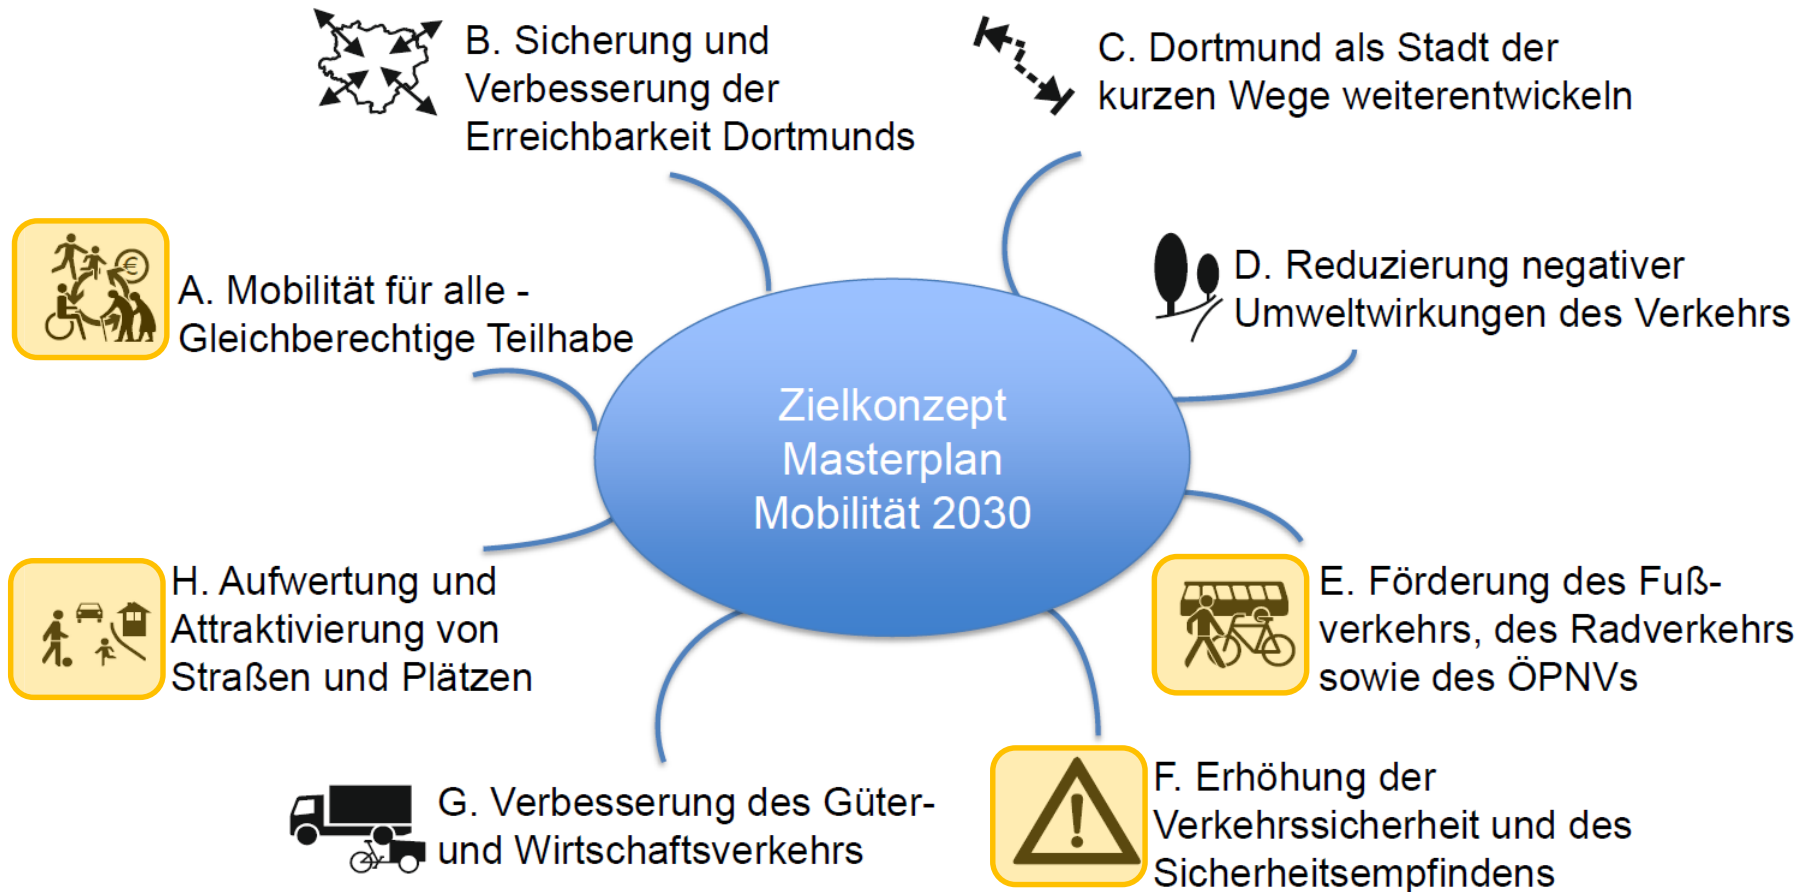 A. Mobilität für alle -
Gleichberechtige Teilhabe
B. Sicherung und
Verbesserung der
Erreichbarkeit Dortmunds
C. Dortmund als Stadt der
kurzen Wege weiterentwickeln
D. Reduzierung negativer
Umweltwirkungen des Verkehrs
E. Förderung des Fuß-
verkehrs, des Radverkehrs
sowie des ÖPNVs
F. Erhöhung der
Verkehrssicherheit und des
Sicherheitsempfindens
G. Verbesserung des Güter-
und Wirtschaftsverkehrs
H. Aufwertung und
Attraktivierung von
Straßen und Plätzen
Zielkonzept
Masterplan
Mobilität 2030
€
!